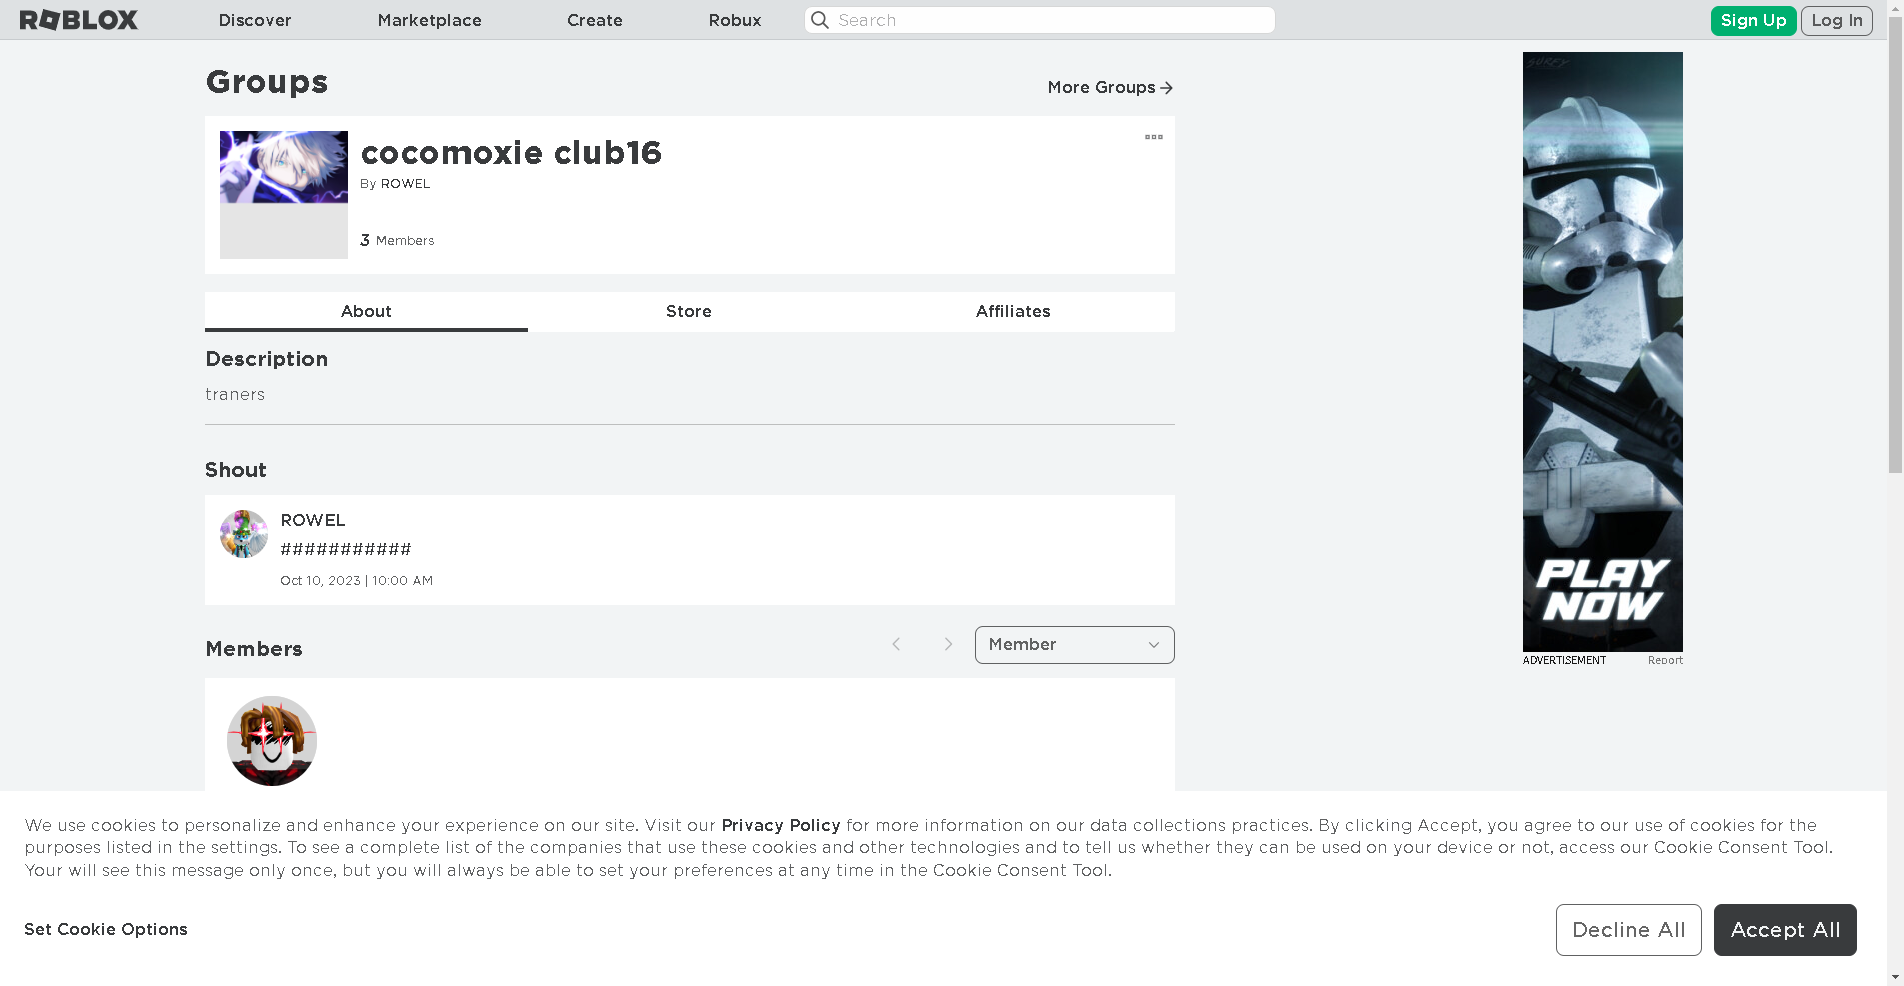 ROBLOX Discover Marketplace Create Robux Search Sign Up Log In
Groups
More Groups
cocomoxie club16
By ROWEL
3 Members
About Store Affiliates
Description
traners
Shout
ROWEL
###########
Oct 10, 2023 | 10:00 AM
Members
Member
SURFY
PLAY
NOW
ADVERTISEMENT Report
We use cookies to personalize and enhance your experience on our site. Visit our Privacy Policy for more information on our data collections practices. By clicking Accept, you agree to our use of cookies for the
purposes listed in the settings. To see a complete list of the companies that use these cookies and other technologies and to tell us whether they can be used on your device or not, access our Cookie Consent Tool.
Your will see this message only once, but you will always be able to set your preferences at any time in the Cookie Consent Tool.
Set Cookie Options
Decline All Accept All